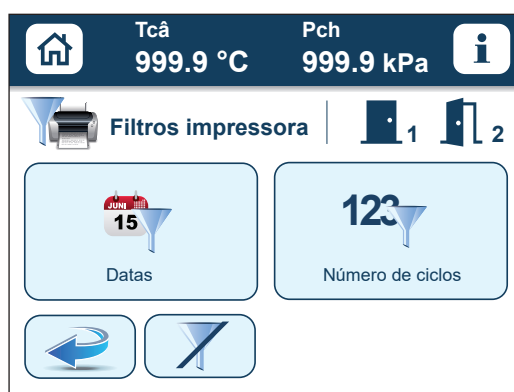 Tcâ Pch
999.9 °C 999.9 kPa i
Filtros impressora 1 2
JUNI
15
123
Datas Número de ciclos